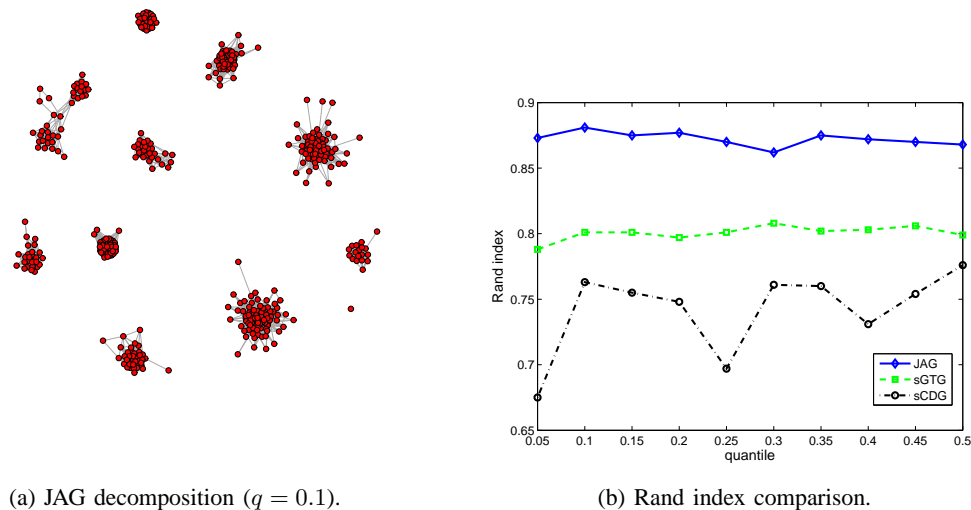 0.9
0.85
0.8
0.75
0.7
0.65
Rand index
JAG
sGTG
sCDG
0.05 0.1 0.15 0.2 0.25 0.3 0.35 0.4 0.45 0.5
quantile
(a) JAG decomposition (q = 0.1).
(b) Rand index comparison.